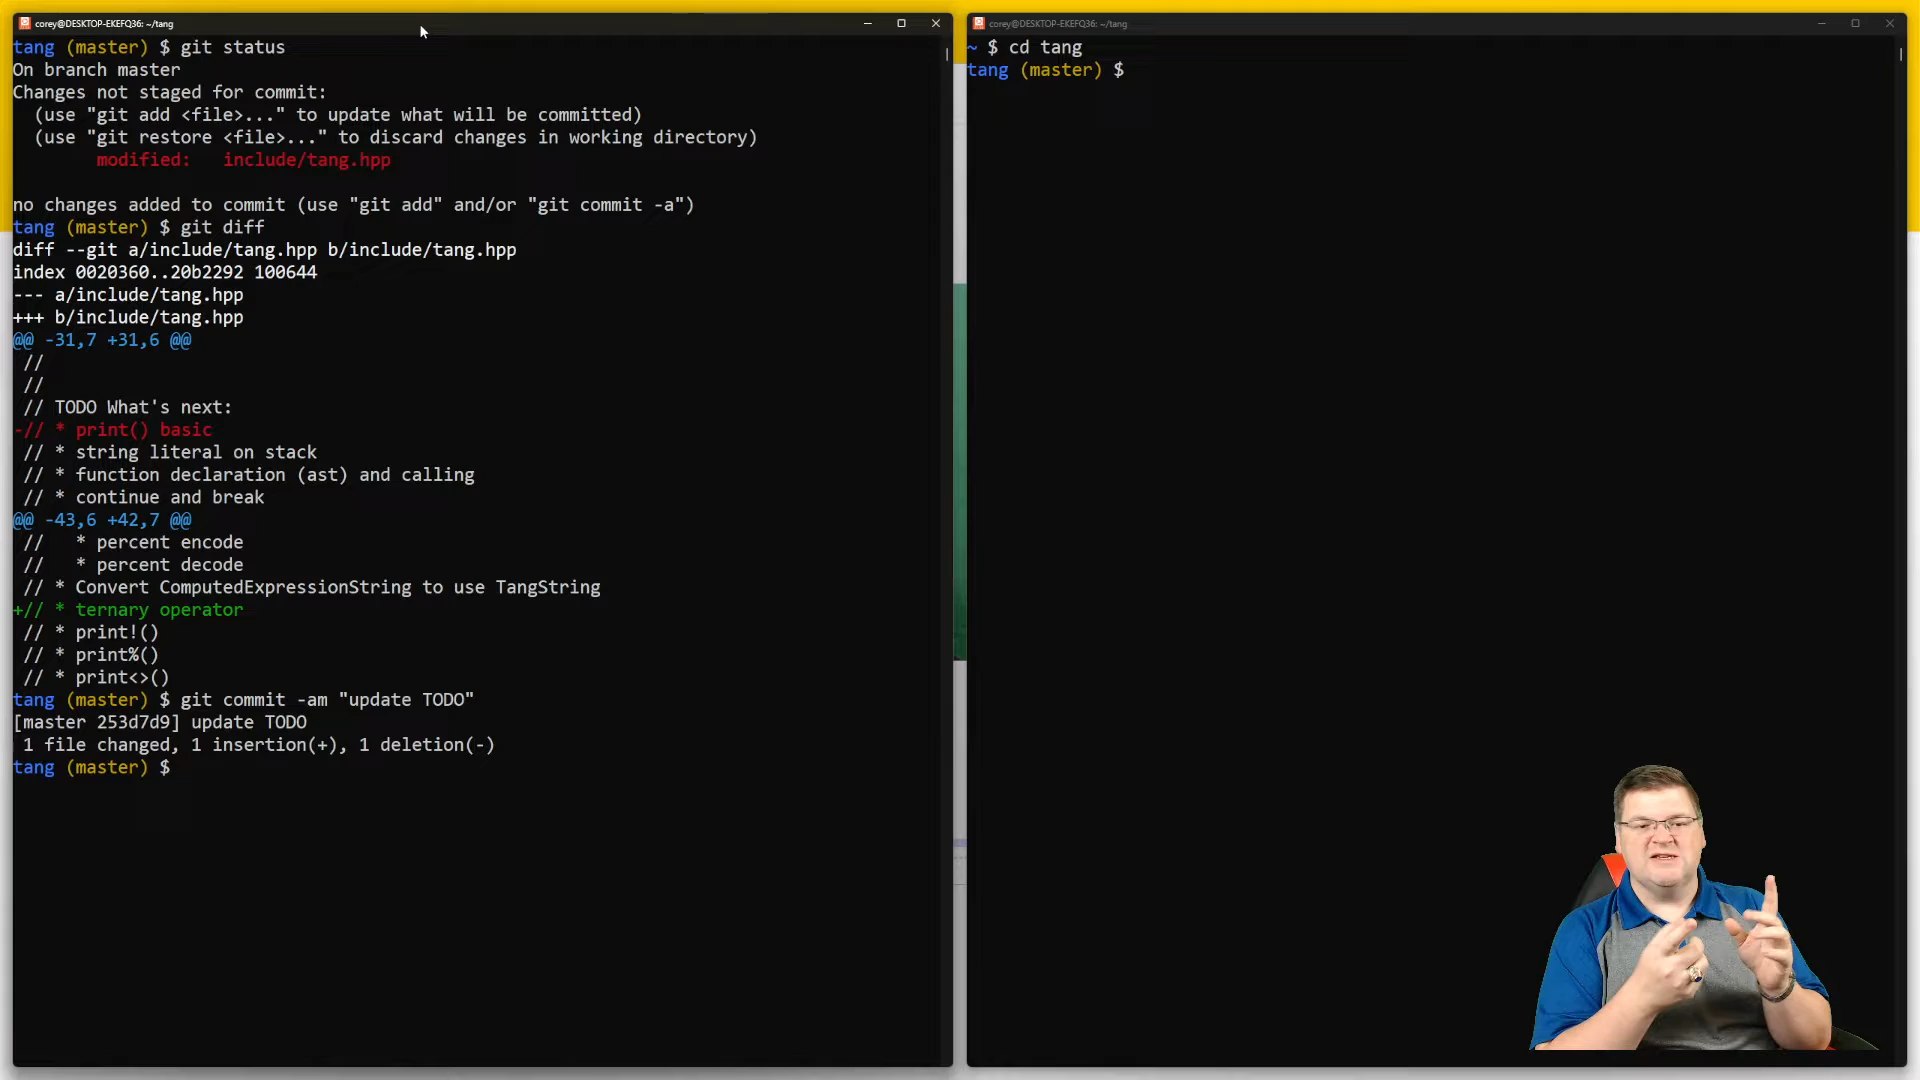 corey@DESKTOP-EKEFQ36: ~/tang
tang (master) $ git status
On branch master
Changes not staged for commit:
  (use "git add <file>..." to update what will be committed)
  (use "git restore <file>..." to discard changes in working directory)
        modified:   include/tang.hpp
no changes added to commit (use "git add" and/or "git commit -a")
tang (master) $ git diff
diff --git a/include/tang.hpp b/include/tang.hpp
index 0020360..20b2292 100644
--- a/include/tang.hpp
+++ b/include/tang.hpp
@@ -31,7 +31,6 @@
 //
 //
 // TODO What's next:
-// * print() basic
 // * string literal on stack
 // * function declaration (ast) and calling
 // * continue and break
@@ -43,6 +42,7 @@
 //   * percent encode
 //   * percent decode
 // * Convert ComputedExpressionString to use TangString
+// * ternary operator
 // * print!()
 // * print%()
 // * print<>()
tang (master) $ git commit -am "update TODO"
[master 253d7d9] update TODO
 1 file changed, 1 insertion(+), 1 deletion(-)
tang (master) $
corey@DESKTOP-EKEFQ36: ~/tang
~ $ cd tang
tang (master) $